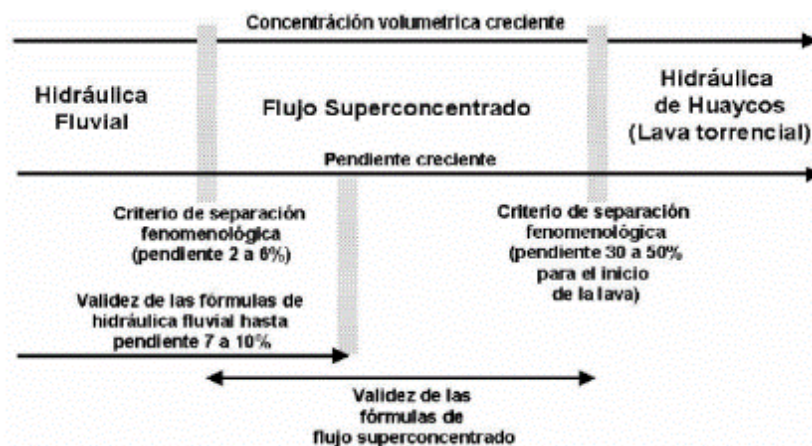 Concentráción volumetrica creciente
Hidráulica
Fluvial
Flujo Superconcentrado
Hidráulica
de Huaycos
(Lava torrencial)
Pendiente creciente
Criterio de separación
fenomenológica
(pendiente 2 a 6%)
Criterio de separación
fenomenológica
(pendiente 30 a 50%
para el inicio
de la lava)
Validez de las fórmulas de
hidráulica fluvial hasta
pendiente 7 a 10%
Validez de las
fórmulas de
flujo superconcentrado